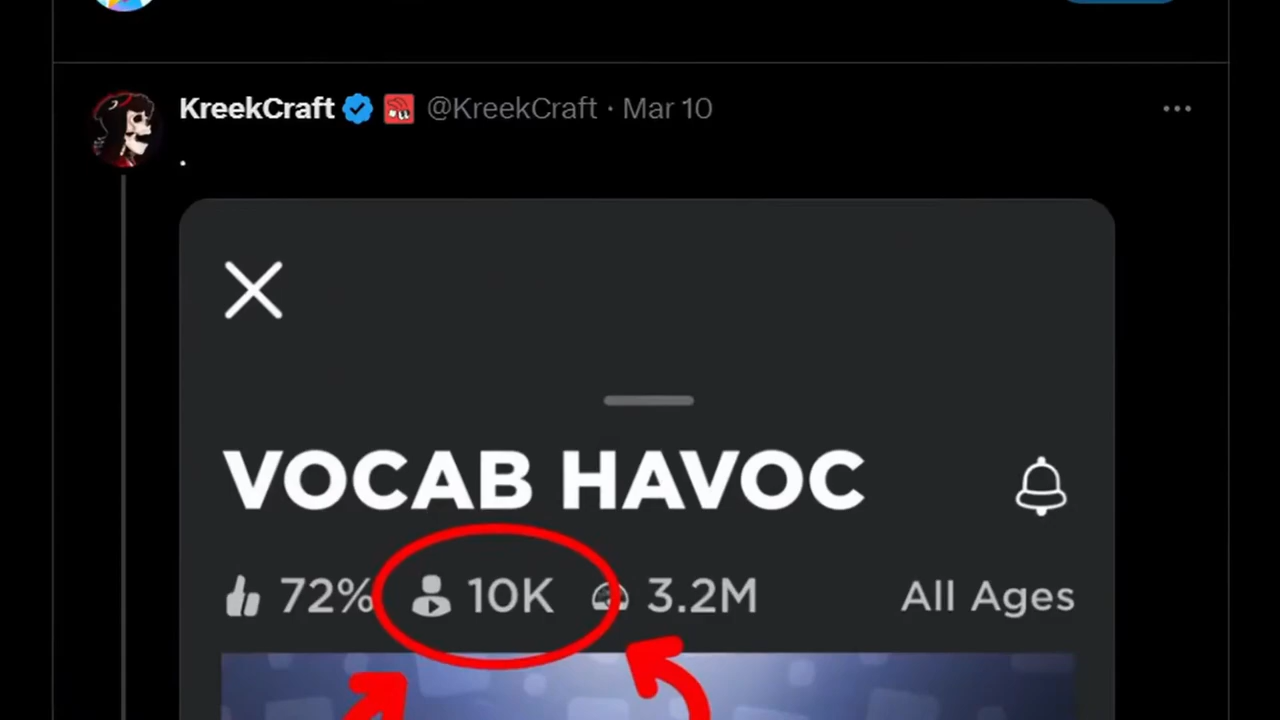 KreekCraft @KreekCraft · Mar 10
.
VOCAB HAVOC
72% 10K 3.2M All Ages